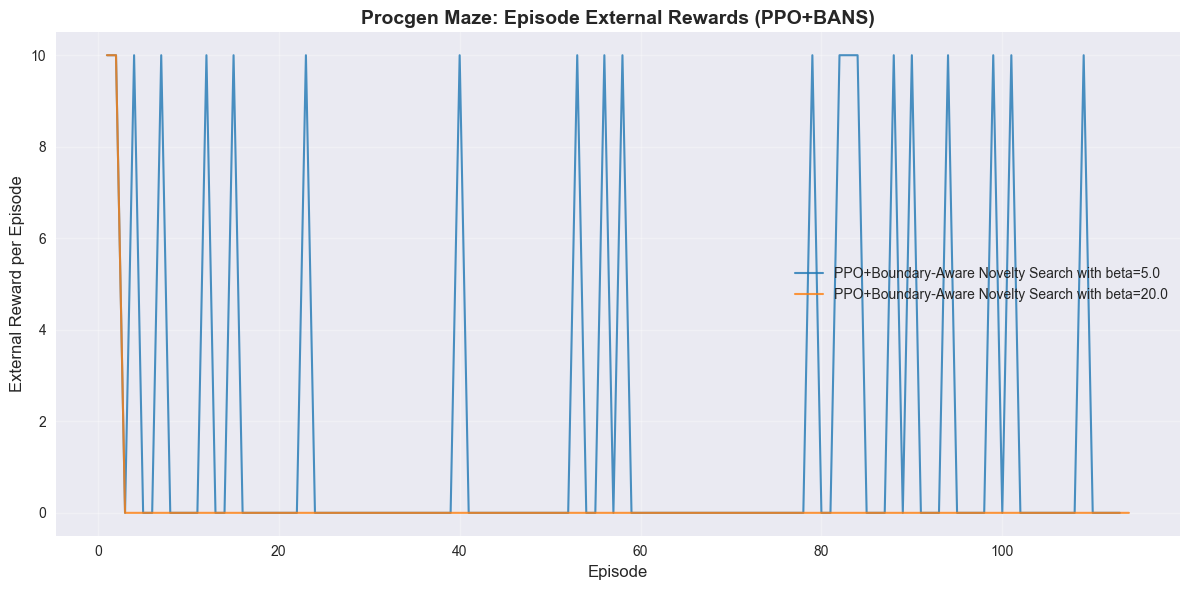 Procgen Maze: Episode External Rewards (PPO+BANS)
External Reward per Episode
10
8
6
4
2
0
PPO+Boundary-Aware Novelty Search with beta=5.0
PPO+Boundary-Aware Novelty Search with beta=20.0
0 20 40 60 80 100
Episode